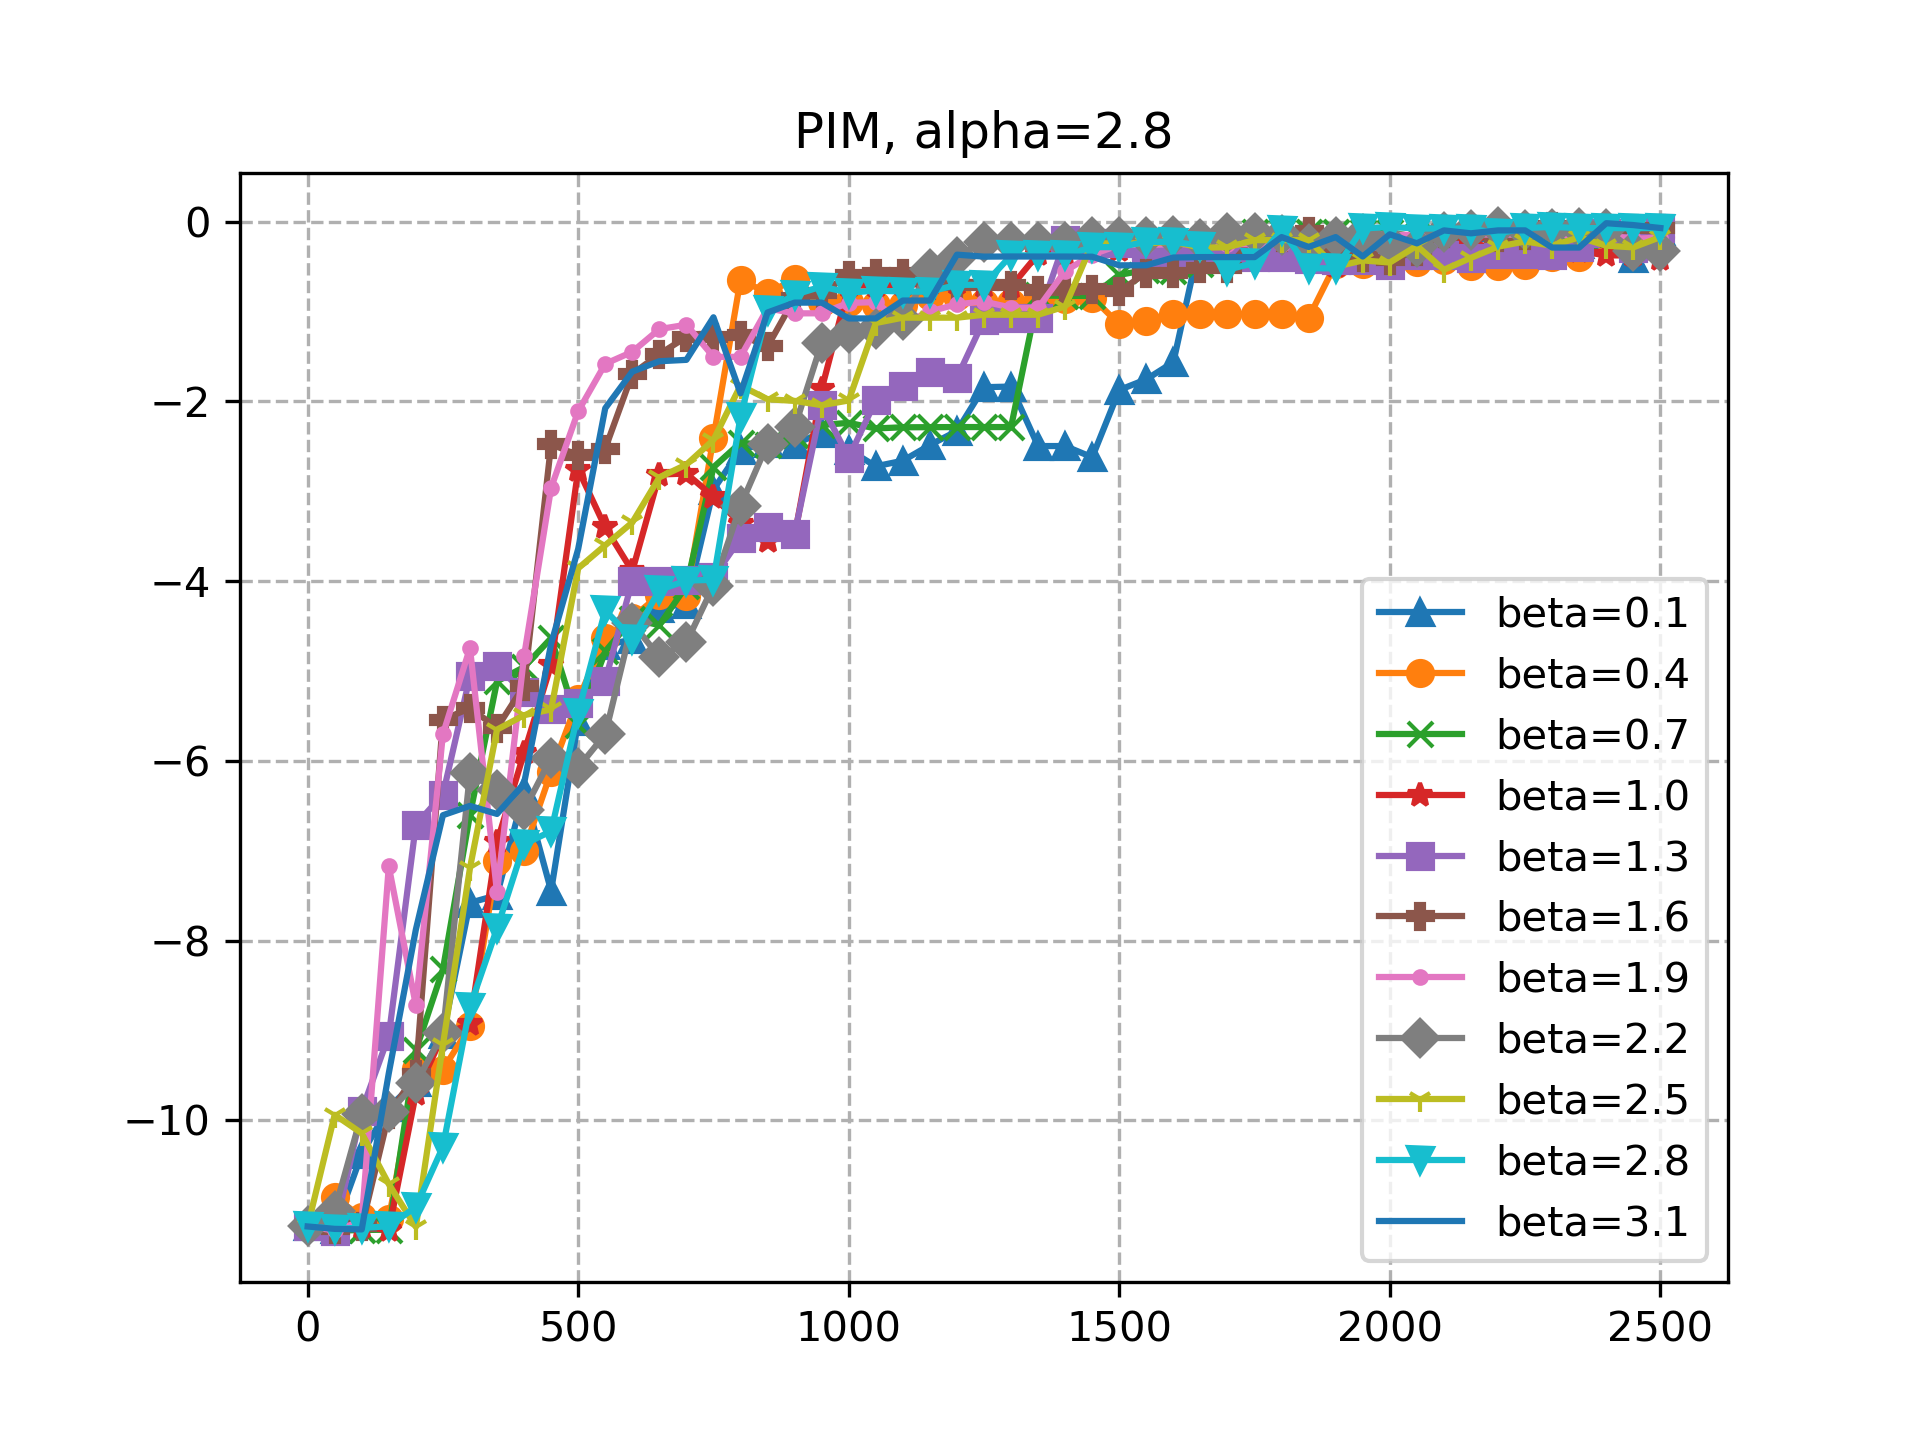 PIM, alpha=2.8
0
−2
−4
−6
−8
−10
0 500 1000 1500 2000 2500
beta=0.1
beta=0.4
beta=0.7
beta=1.0
beta=1.3
beta=1.6
beta=1.9
beta=2.2
beta=2.5
beta=2.8
beta=3.1